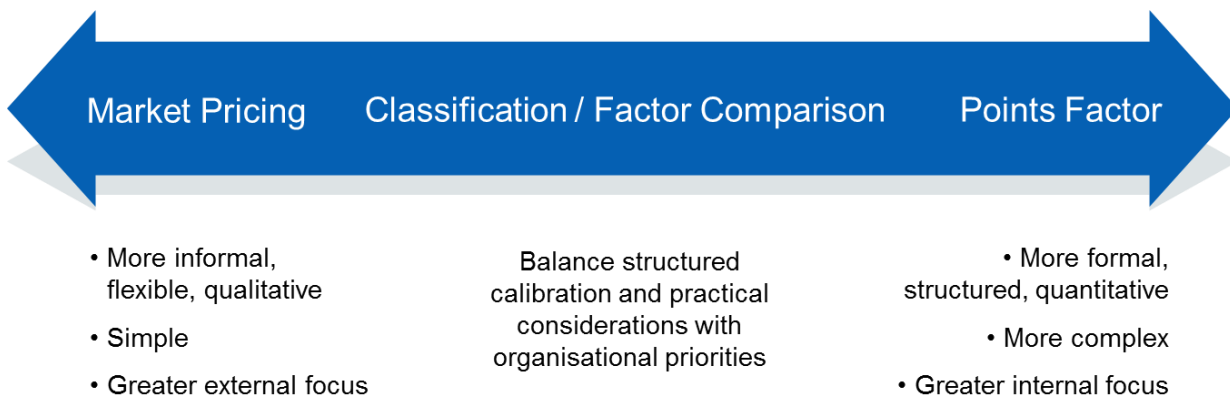 Market Pricing
Classification / Factor Comparison
Points Factor
• More informal,
flexible, qualitative
• Simple
• Greater external focus
Balance structured
calibration and practical
considerations with
organisational priorities
• More formal,
structured, quantitative
• More complex
• Greater internal focus